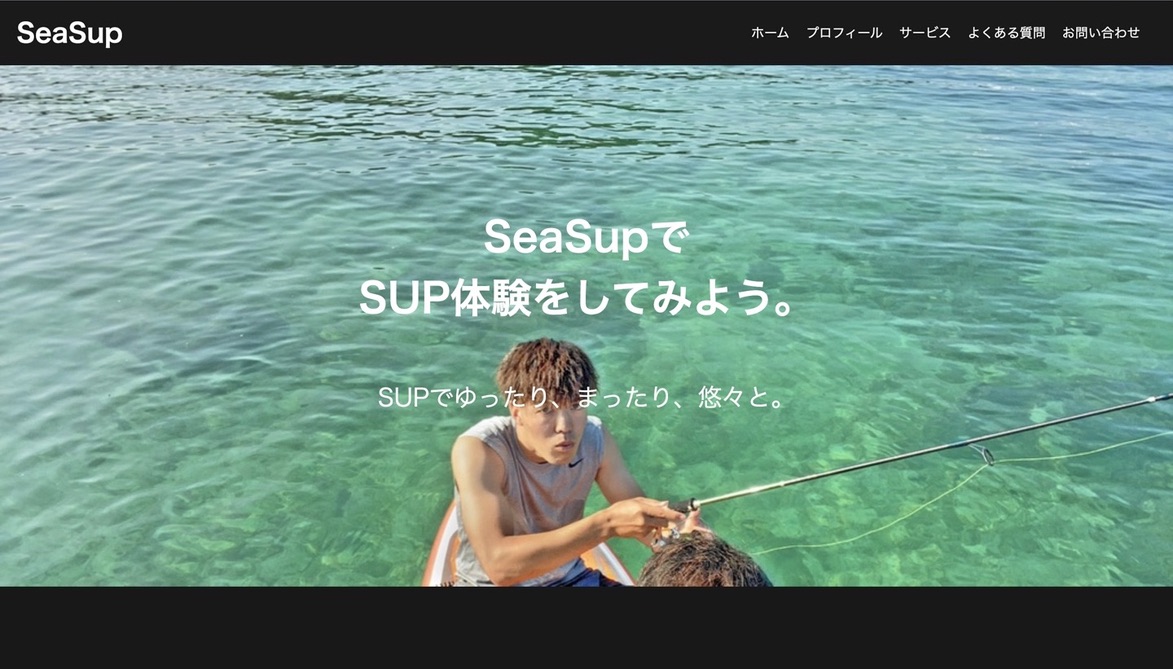 SeaSup
ホーム プロフィール サービス よくある質問 お問い合わせ
SeaSupで
SUP体験をしてみよう。
SUPでゆったり、まったり、悠々と。